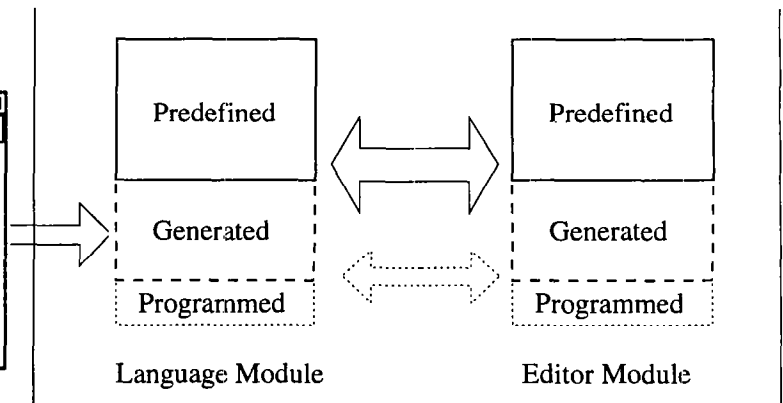 Predefined
Predefined
Generated
Generated
Programmed
Programmed
Language Module
Editor Module